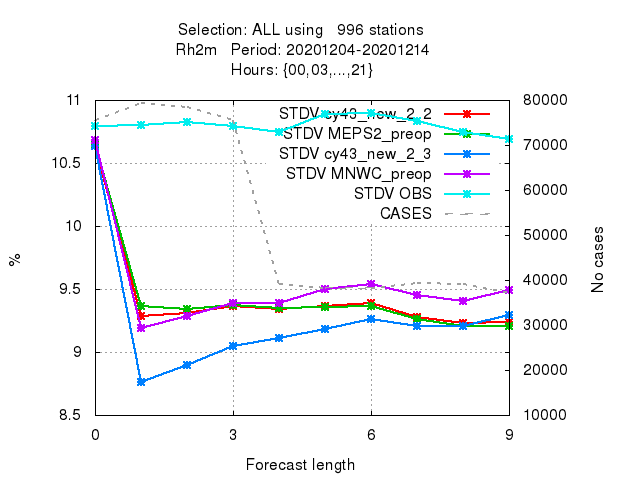 Selection: ALL using   996 stations
Rh2m   Period: 20201204-20201214
Hours: {00,03,...,21}
11
10.5
10
9.5
9
8.5
%
80000
70000
60000
50000
40000
30000
20000
10000
No cases
STDV cy43_new_2_2
STDV MEPS2_preop
STDV cy43_new_2_3
STDV MNWC_preop
STDV OBS
CASES
0
3
6
9
Forecast length